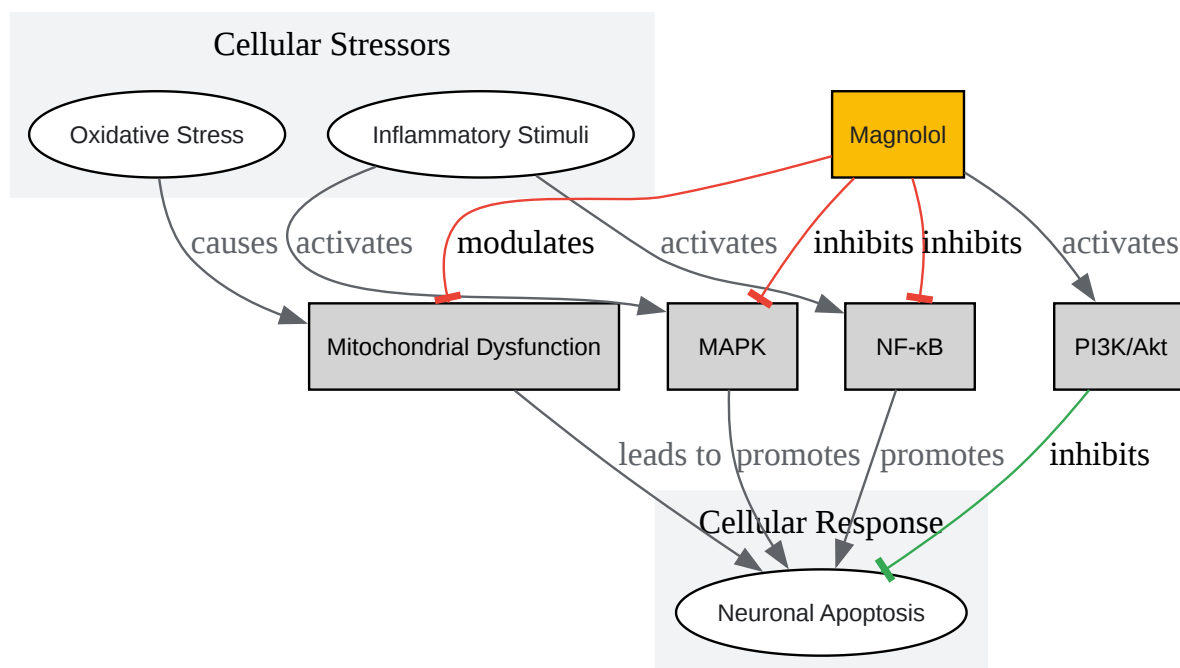 Cellular Stressors
Oxidative Stress
Inflammatory Stimuli
Magnolol
causes
activates
modulates
activates
inhibits
inhibits
activates
Mitochondrial Dysfunction
MAPK
NF-κB
PI3K/Akt
leads to
promotes
promotes
inhibits
Cellular Response
Neuronal Apoptosis